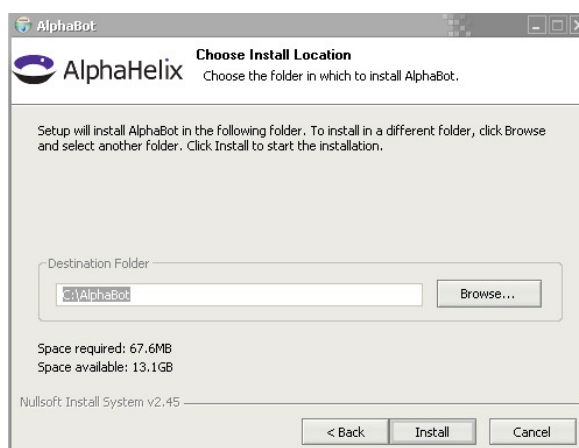 AlphaBot
AlphaHelix
Choose Install Location
Choose the folder in which to install AlphaBot.
Setup will install AlphaBot in the following folder. To install in a different folder, click Browse
and select another folder. Click Install to start the installation.
Destination Folder
C:\AlphaBot
Browse...
Space required: 67.6MB
Space available: 13.1GB
Nullsoft Install System v2.45
< Back
Install
Cancel